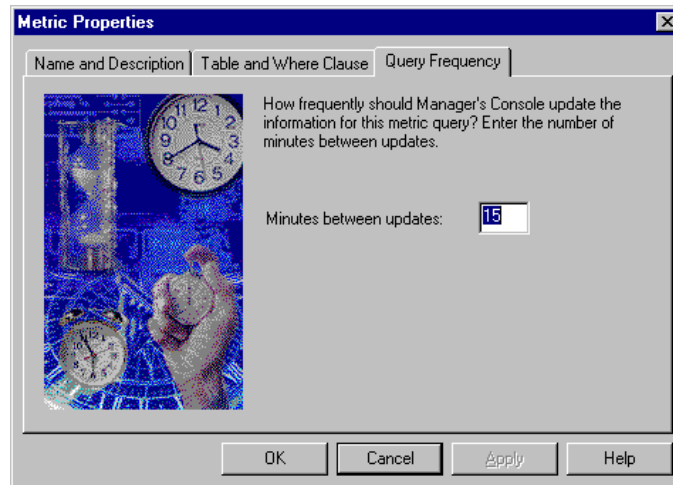 Metric Properties
Name and Description
Table and Where Clause
Query Frequency
How frequently should Manager's Console update the
information for this metric query? Enter the number of
minutes between updates.
Minutes between updates:
15
OK
Cancel
Apply
Help